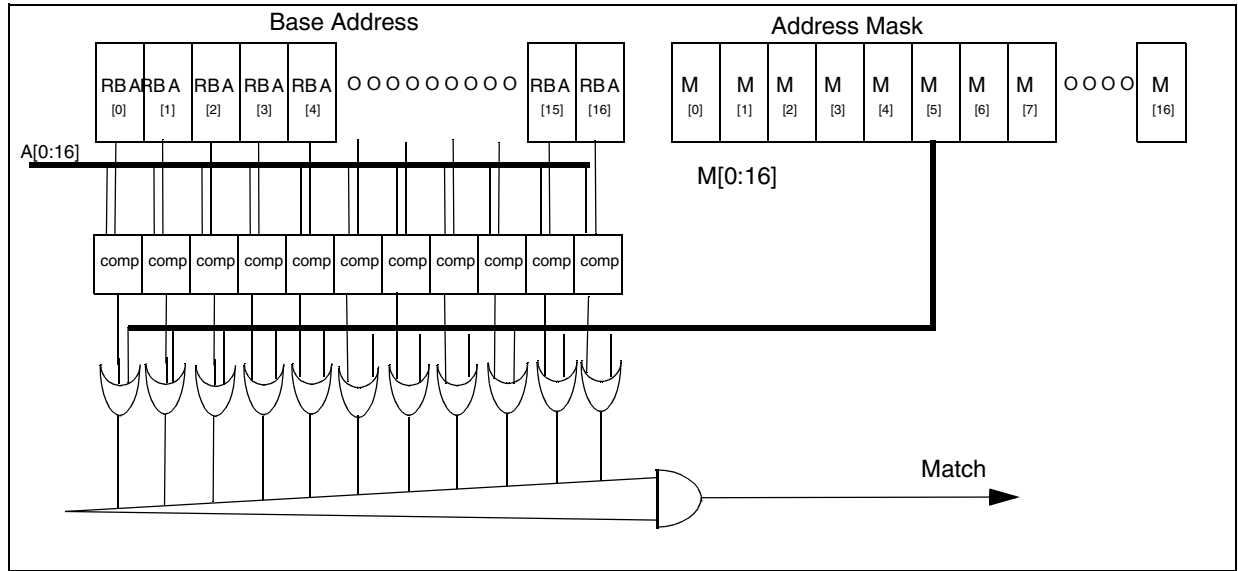 Base Address
Address Mask
RBA RBA RBA RBA RBA O O O O O O O O O RBA RBA M M M M M M M M O O O O M
[0] [1] [2] [3] [4] [15] [16] [0] [1] [2] [3] [4] [5] [6] [7] [16]
A[0:16]
M[0:16]
comp comp comp comp comp comp comp comp comp comp comp
Match